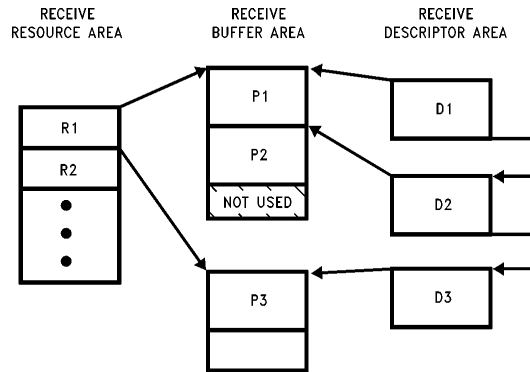 RECEIVE
RESOURCE AREA
RECEIVE
BUFFER AREA
RECEIVE
DESCRIPTOR AREA
R1
R2
P1
P2
NOT USED
P3
D1
D2
D3